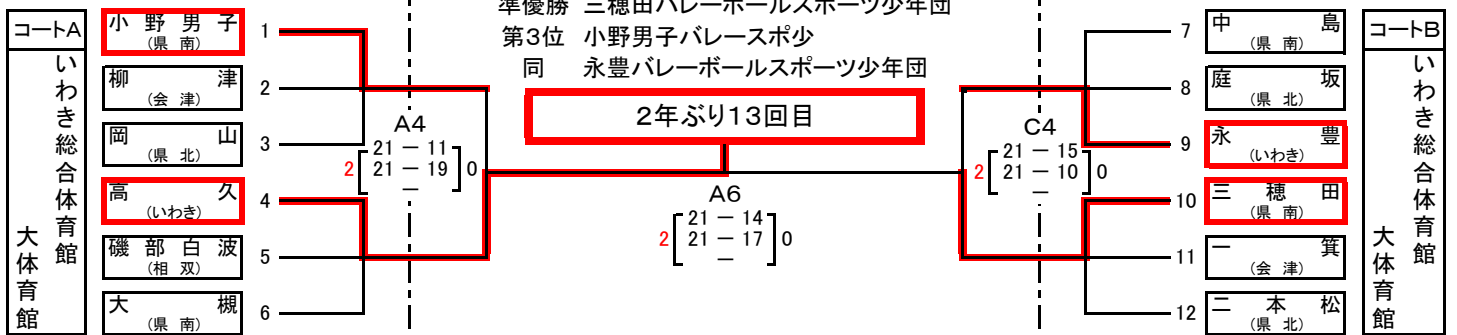 準優勝 三穂田バレーボールスポーツ少年団
第3位 小野男子バレースポ少
同 永豊バレーボールスポーツ少年団
2年ぶり13回目
コートA
いわき総合体育館
大体育館
小野男子
(県 南)
1
柳津
(会 津)
2
岡山
(県 北)
3
高久
(いわき)
4
磯部白波
(相 双)
5
大槻
(県 南)
6
A4
2 21 － 11 0
21 － 19
－
A6
2 21 － 14 0
21 － 17
－
C4
2 21 － 15 0
21 － 10
－
7
中島
(県 南)
8
庭坂
(県 北)
9
永豊
(いわき)
10
三穂田
(県 南)
11
一箕
(会 津)
12
二本松
(県 北)
コートB
いわき総合体育館
大体育館